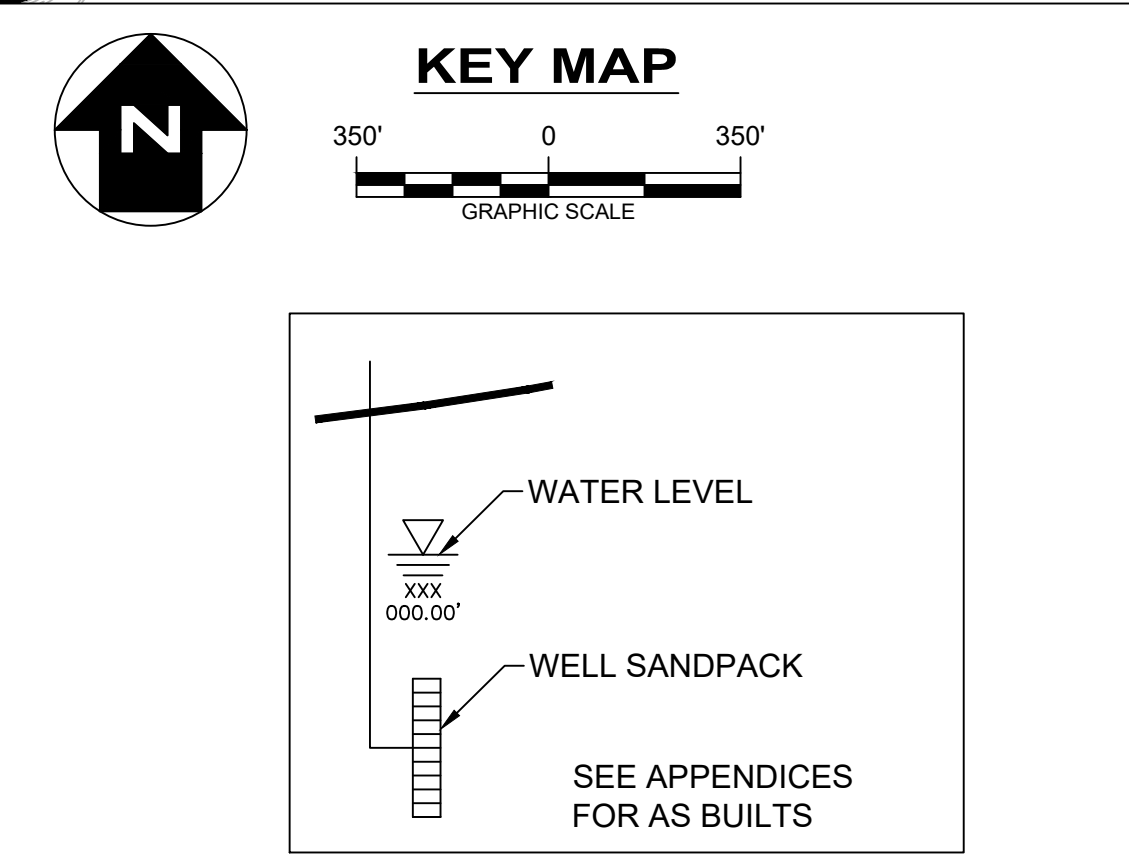 N
KEY MAP
350' 0 350'
GRAPHIC SCALE
WATER LEVEL
XXX
000.00'
WELL SANDPACK
SEE APPENDICES
FOR AS BUILTS